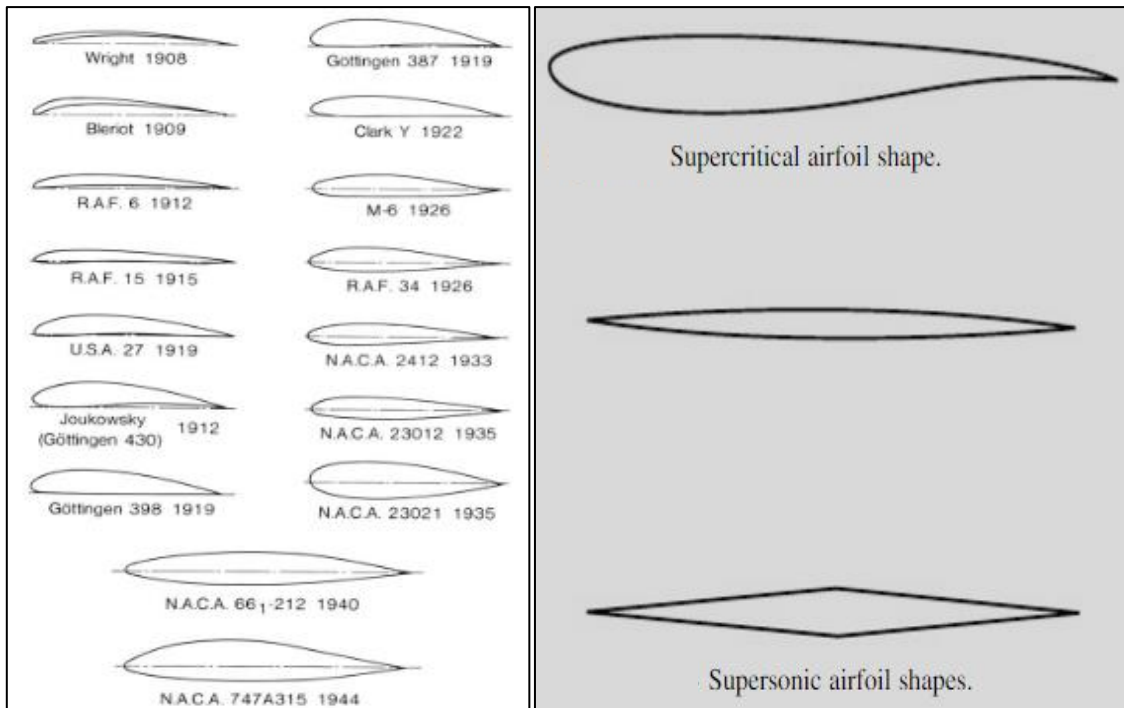 Wright 1908
Bleriot 1909
R.A.F. 6 1912
R.A.F. 15 1915
U.S.A. 27 1919
Joukowsky 1912
(Göttingen 430)
Göttingen 398 1919
Gottingen 387 1919
Clark Y 1922
M-6 1926
R.A.F. 34 1926
N.A.C.A. 2412 1933
N.A.C.A. 23012 1935
N.A.C.A. 23021 1935
N.A.C.A. 66₁-212 1940
N.A.C.A. 747A315 1944
Supercritical airfoil shape.
Supersonic airfoil shapes.